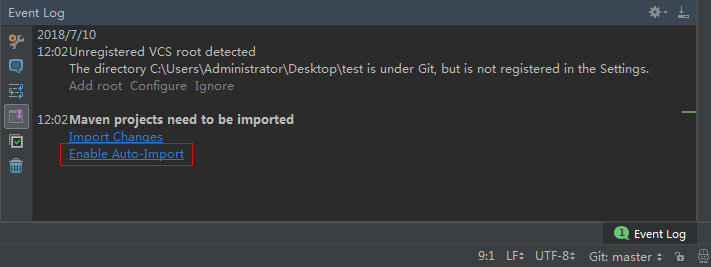 Event Log
2018/7/10
12:02 Unregistered VCS root detected
The directory C:\Users\Administrator\Desktop\test is under Git, but is not registered in the Settings.
Add root Configure Ignore
12:02 Maven projects need to be imported
Import Changes
Enable Auto-Import
1 Event Log
9:1 LF UTF-8 Git: master